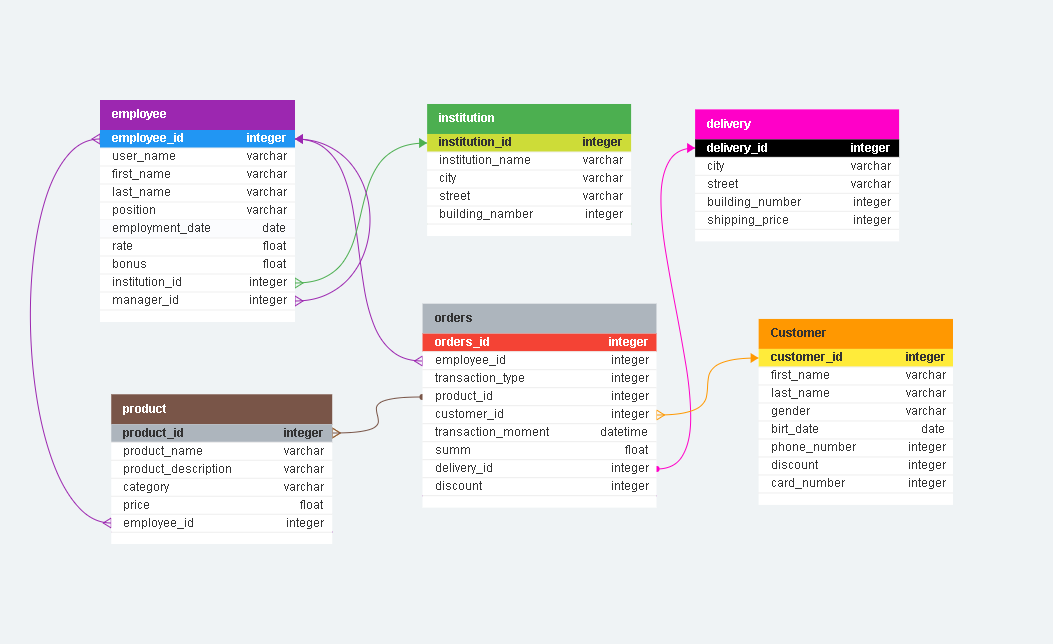 employee
employee_id integer
user_name varchar
first_name varchar
last_name varchar
position varchar
employment_date date
rate float
bonus float
institution_id integer
manager_id integer
institution
institution_id integer
institution_name varchar
city varchar
street varchar
building_namber integer
delivery
delivery_id integer
city varchar
street varchar
building_number integer
shipping_price integer
orders
orders_id integer
employee_id integer
transaction_type integer
product_id integer
customer_id integer
transaction_moment datetime
summ float
delivery_id integer
discount integer
Customer
customer_id integer
first_name varchar
last_name varchar
gender varchar
birt_date date
phone_number integer
discount integer
card_number integer
product
product_id integer
product_name varchar
product_description varchar
category varchar
price float
employee_id integer